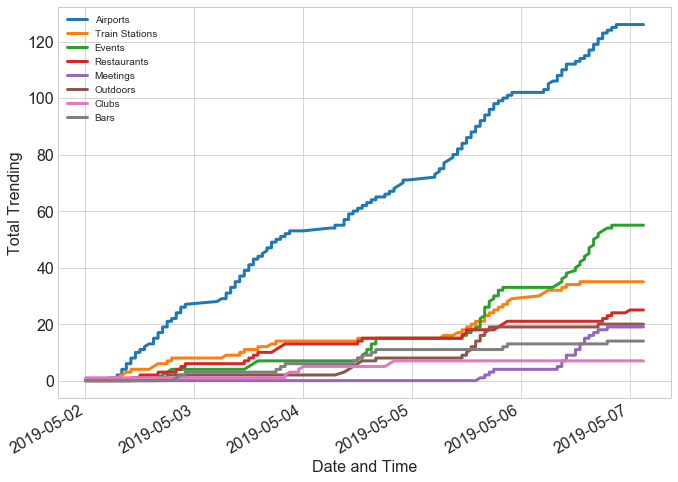 Airports
Train Stations
Events
Restaurants
Meetings
Outdoors
Clubs
Bars
Total Trending
120
100
80
60
40
20
0
2019-05-02
2019-05-03
2019-05-04
2019-05-05
2019-05-06
2019-05-07
Date and Time